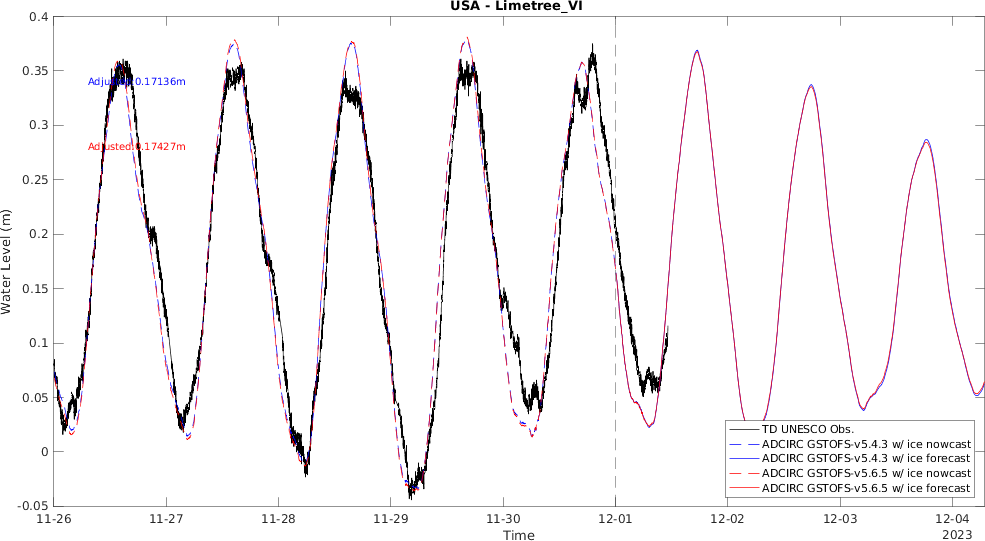 USA - Limetree_VI
0.4
0.35
0.3
0.25
0.2
0.15
0.1
0.05
0
-0.05
Water Level (m)
Adjusted:0.17136m
Adjusted:0.17427m
TD UNESCO Obs.
ADCIRC GSTOFS-v5.4.3 w/ ice nowcast
ADCIRC GSTOFS-v5.4.3 w/ ice forecast
ADCIRC GSTOFS-v5.6.5 w/ ice nowcast
ADCIRC GSTOFS-v5.6.5 w/ ice forecast
11-26 11-27 11-28 11-29 11-30 12-01 12-02 12-03 12-04
Time
2023